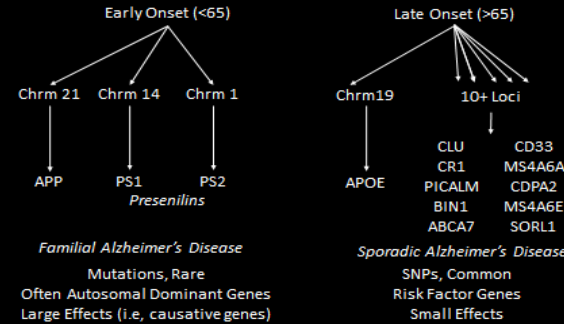 Early Onset (<65)
Chrm 21
Chrm 14
Chrm 1
APP
PS1
PS2
Presenilins
Familial Alzheimer's Disease
Mutations, Rare
Often Autosomal Dominant Genes
Large Effects (i.e, causative genes)
Late Onset (>65)
Chrm19
10+ Loci
APOE
CLU
CR1
PICALM
BIN1
ABCA7
CD33
MS4A6A
CDPA2
MS4A6E
SORL1
Sporadic Alzheimer's Disease
SNPs, Common
Risk Factor Genes
Small Effects